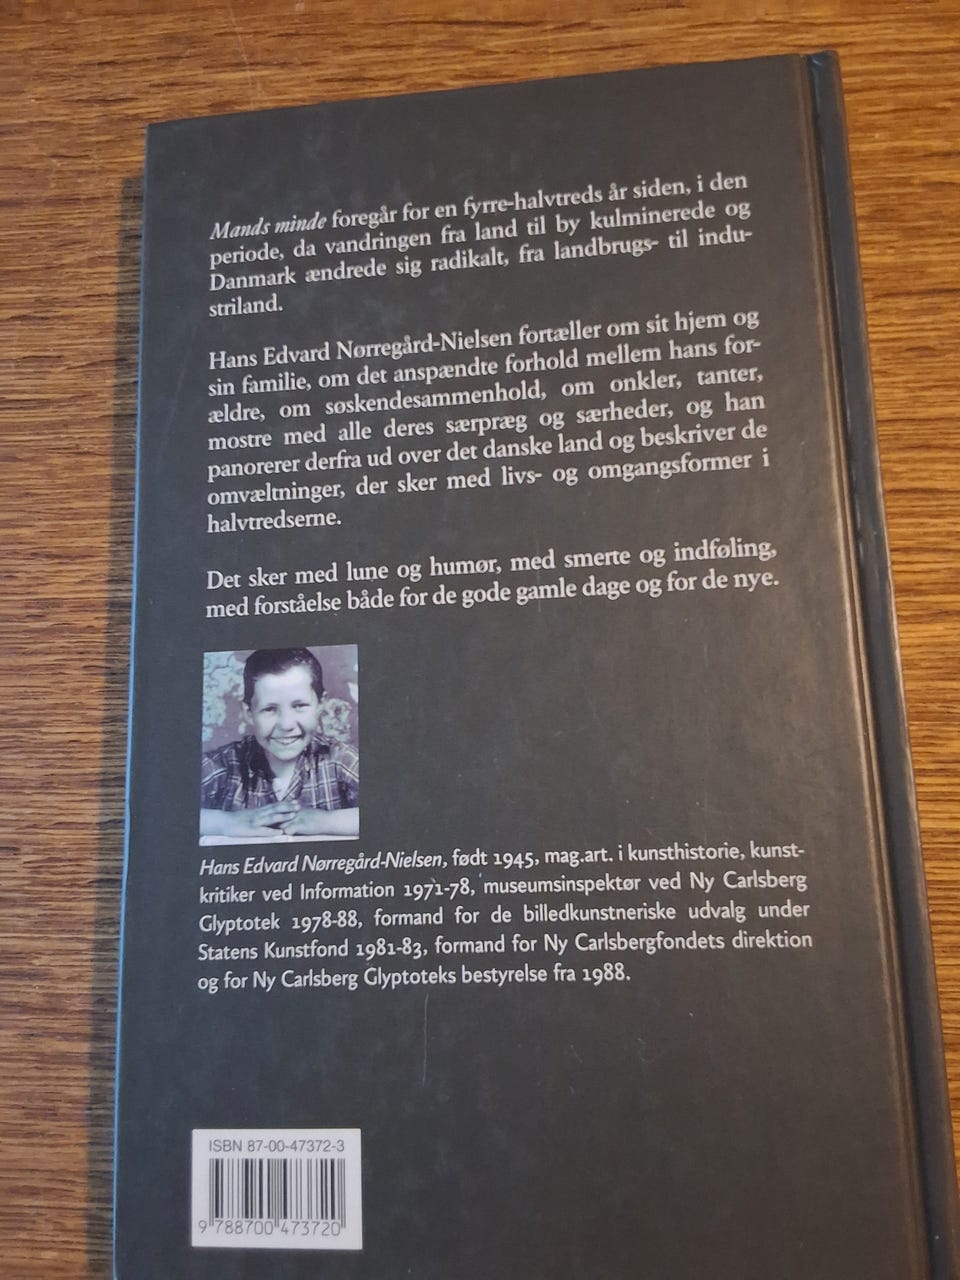 Mands minde foregår for en fyrre-halvtreds år siden, i den
periode, da vandringen fra land til by kulminerede og
Danmark ændrede sig radikalt, fra landbrugs- til indu-
striland.
Hans Edvard Nørregård-Nielsen fortæller om sit hjem og
sin familie, om det anspændte forhold mellem hans for-
ældre, om søskendesammenhold, om onkler, tanter,
mostre med alle deres særpræg og særheder, og han
panorerer derfra ud over det danske land og beskriver de
omvæltninger, der sker med livs- og omgangsformer i
halvtredserne.
Det sker med lune og humør, med smerte og indføling,
med forståelse både for de gode gamle dage og for de nye.
Hans Edvard Nørregård-Nielsen, født 1945, mag.art. i kunsthistorie, kunst-
kritiker ved Information 1971-78, museumsinspektør ved Ny Carlsberg
Glyptotek 1978-88, formand for de billedkunstneriske udvalg under
Statens Kunstfond 1981-83, formand for Ny Carlsbergfondets direktion
og for Ny Carlsberg Glyptoteks bestyrelse fra 1988.
ISBN 87-00-47372-3
9 788700 473720